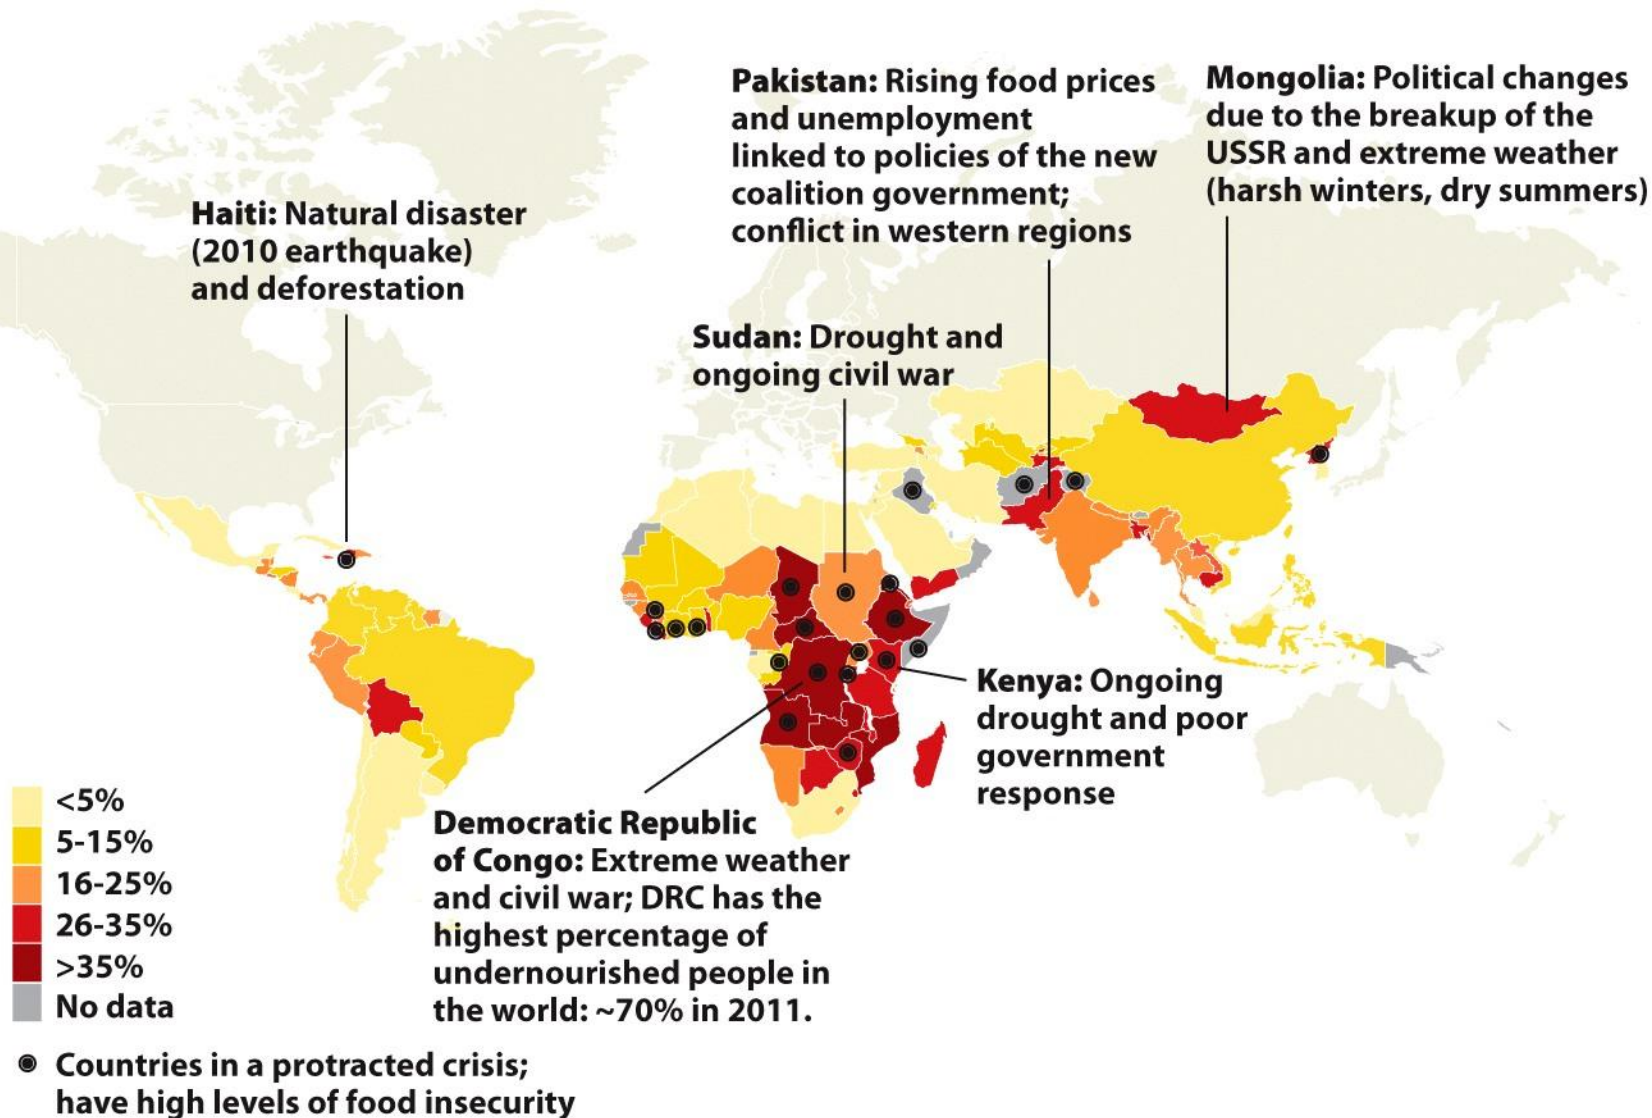 Pakistan: Rising food prices
and unemployment
linked to policies of the new
coalition government;
conflict in western regions
Mongolia: Political changes
due to the breakup of the
USSR and extreme weather
(harsh winters, dry summers)
Haiti: Natural disaster
(2010 earthquake)
and deforestation
Sudan: Drought and
ongoing civil war
Kenya: Ongoing
drought and poor
government
response
Democratic Republic
of Congo: Extreme weather
and civil war; DRC has the
highest percentage of
undernourished people in
the world: ~70% in 2011.
<5%
5-15%
16-25%
26-35%
>35%
No data
Countries in a protracted crisis;
have high levels of food insecurity